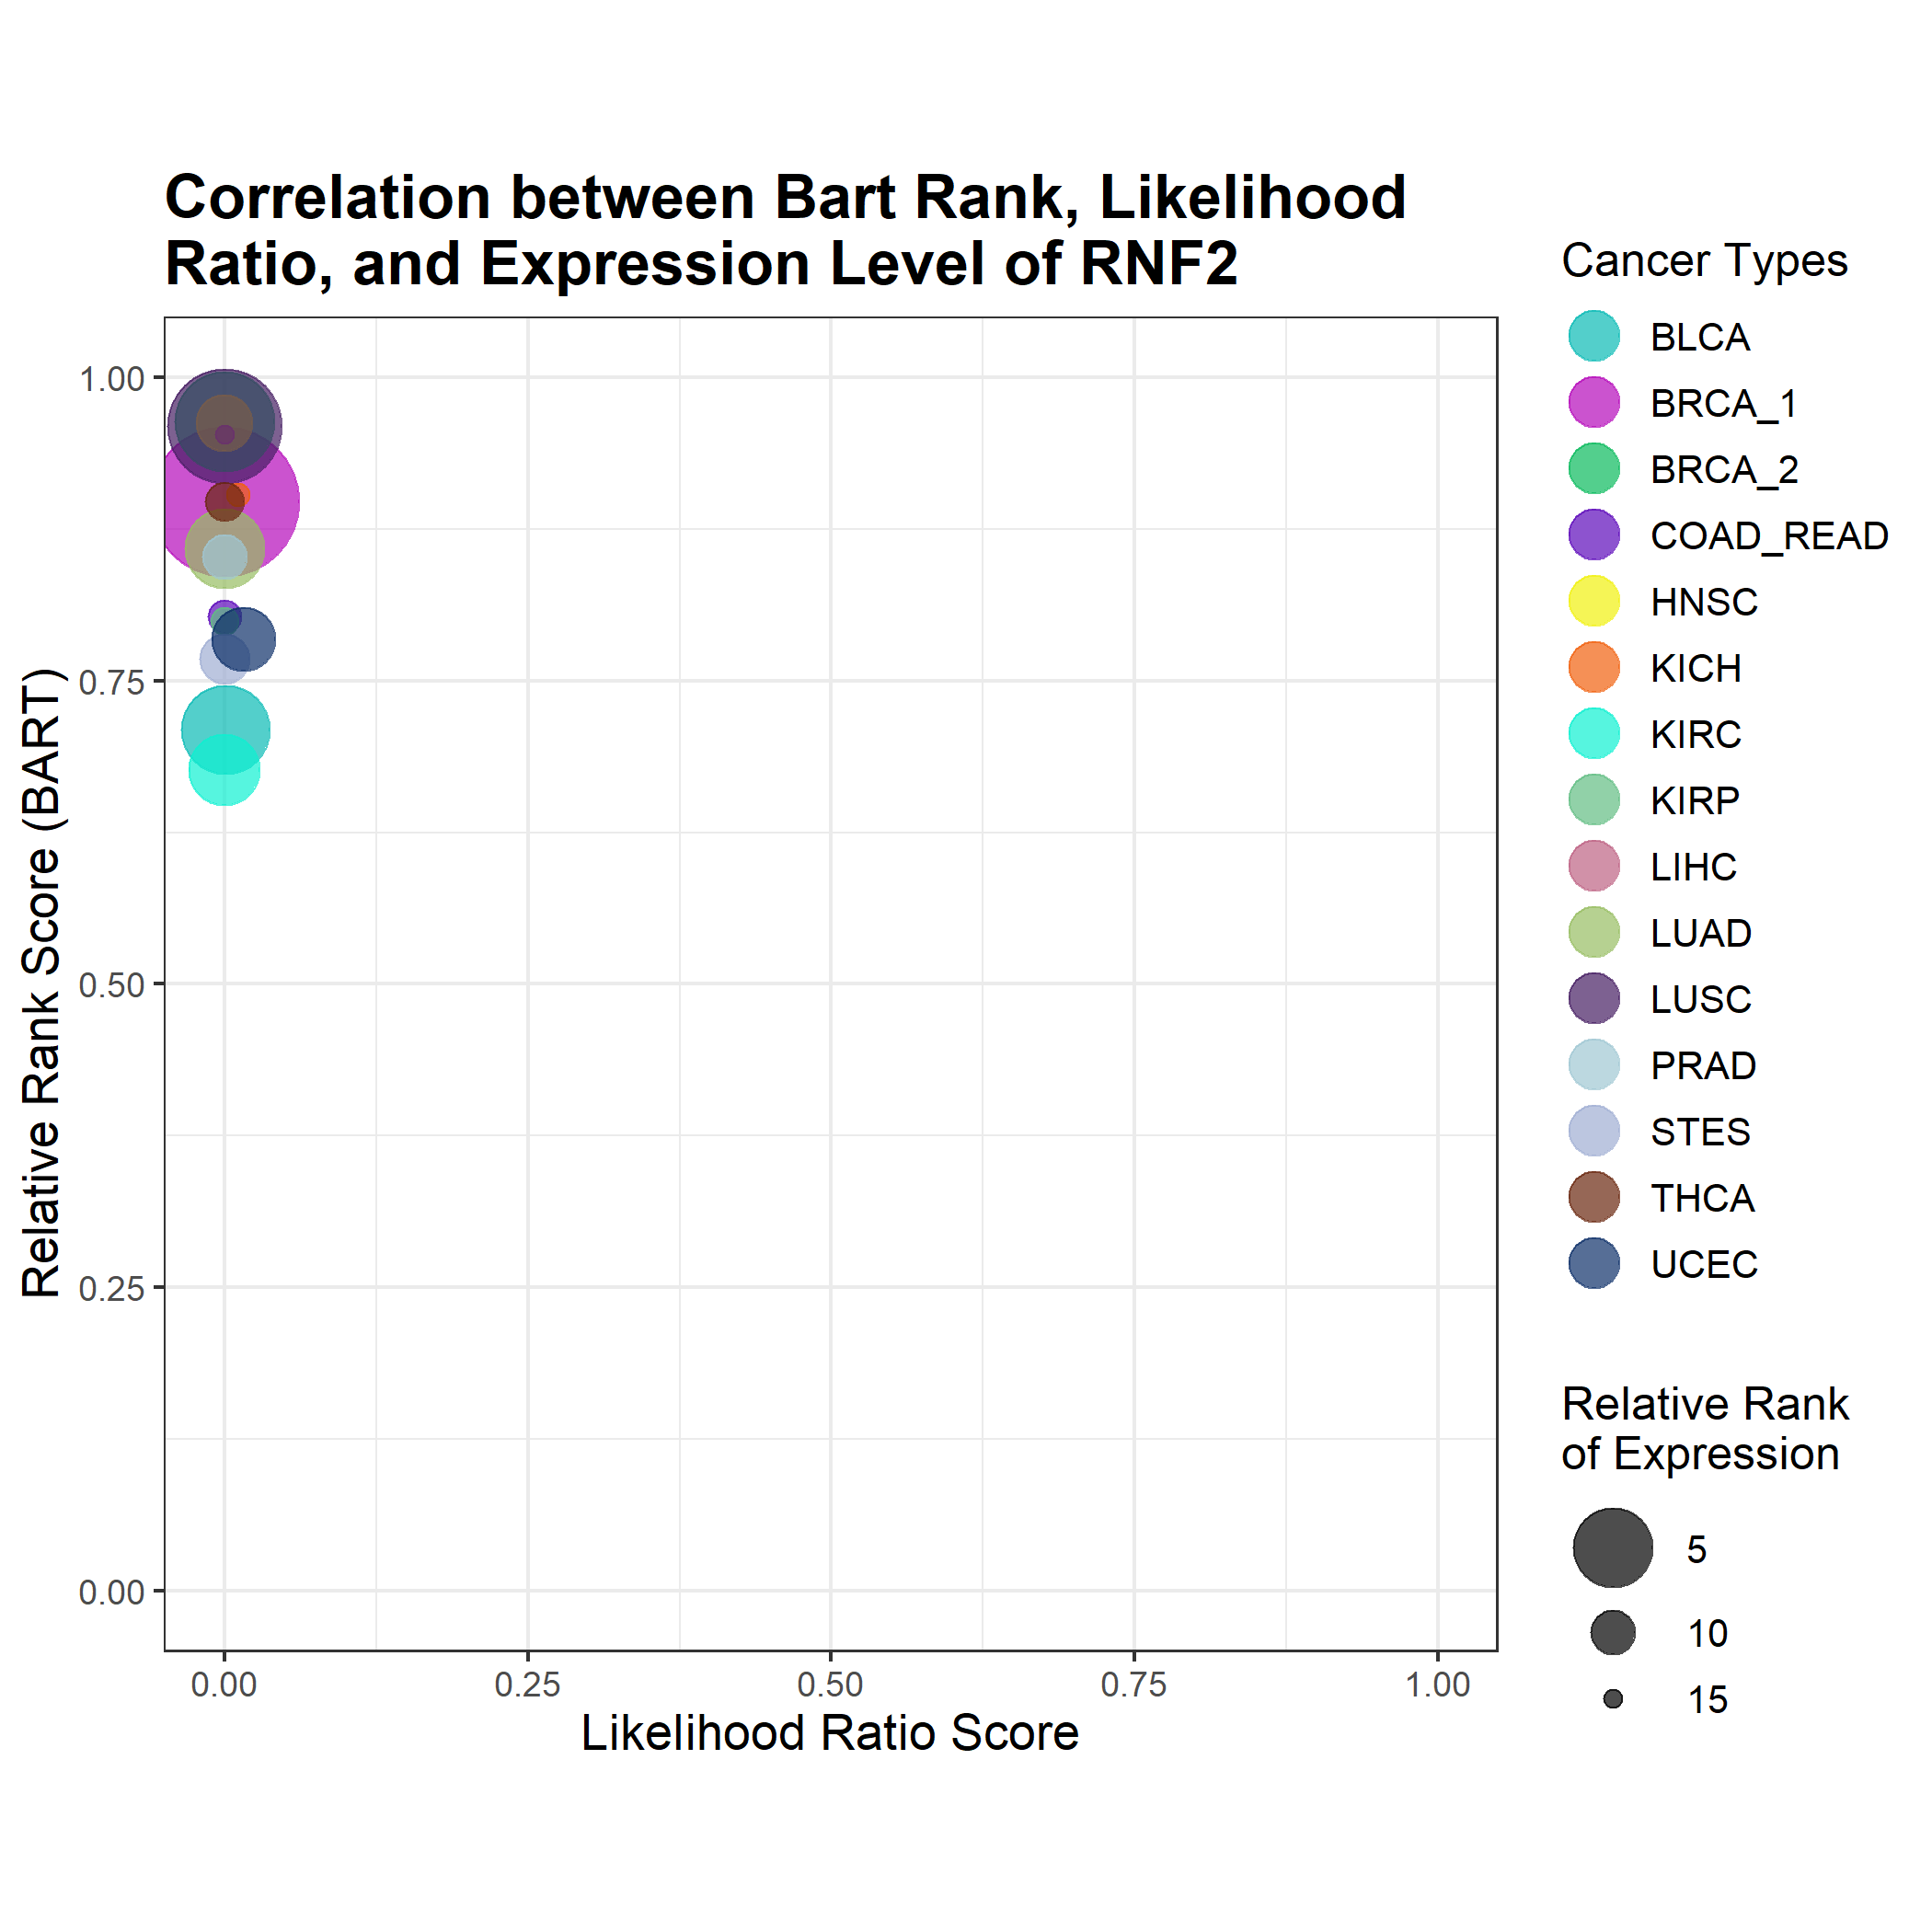 Correlation between Bart Rank, Likelihood
Ratio, and Expression Level of RNF2
Relative Rank Score (BART)
1.00
0.75
0.50
0.25
0.00
0.00
0.25
0.50
0.75
1.00
Likelihood Ratio Score
Cancer Types
BLCA
BRCA_1
BRCA_2
COAD_READ
HNSC
KICH
KIRC
KIRP
LIHC
LUAD
LUSC
PRAD
STES
THCA
UCEC
Relative Rank
of Expression
5
10
15